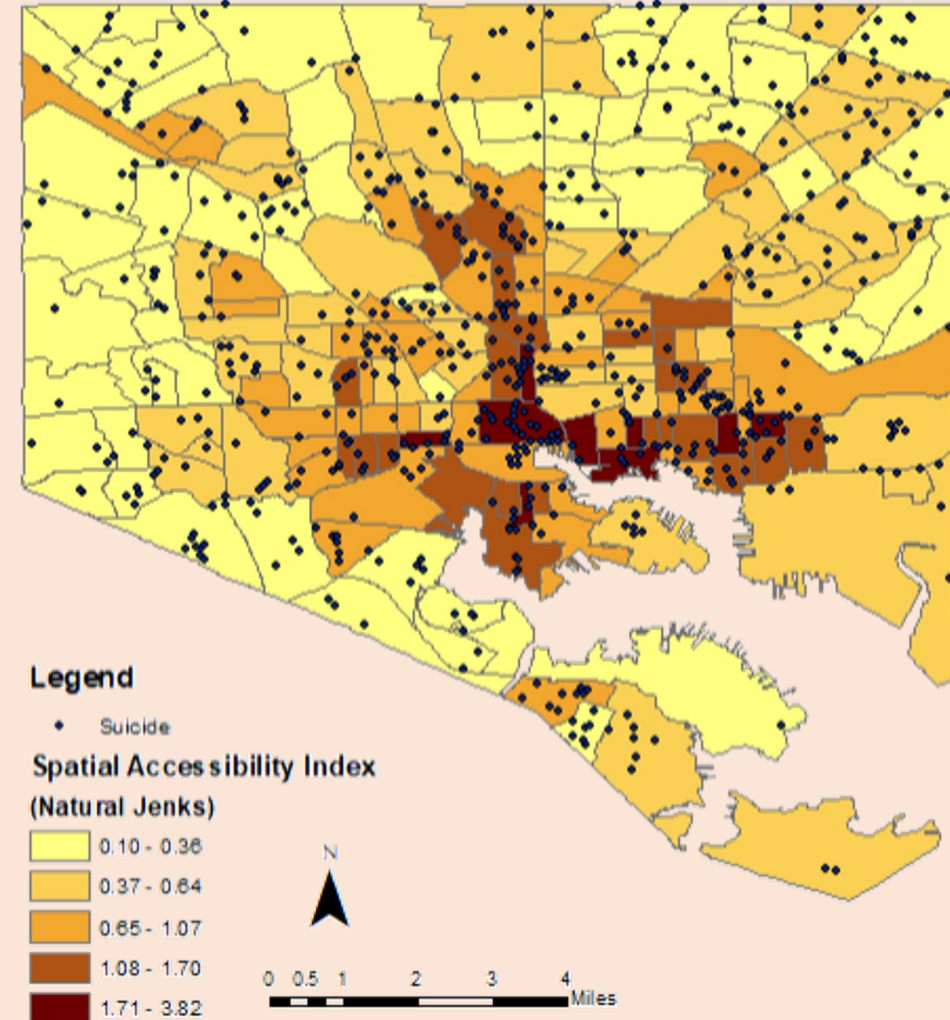 Legend
Suicide
Spatial Accessibility Index
(Natural Jenks)
0.10 - 0.36
0.37 - 0.64
0.65 - 1.07
1.08 - 1.70
1.71 - 3.82
N
0 0.5 1 2 3 4
Miles